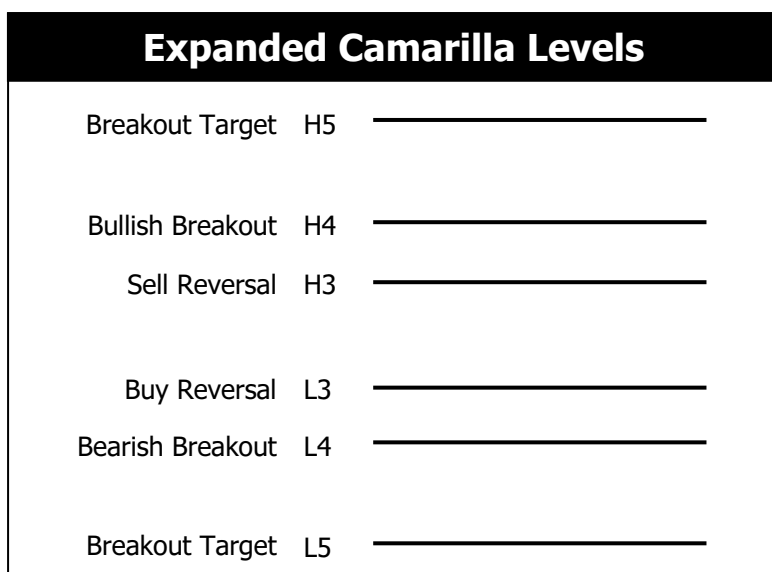 Expanded Camarilla Levels
Breakout Target H5
Bullish Breakout H4
Sell Reversal H3
Buy Reversal L3
Bearish Breakout L4
Breakout Target L5